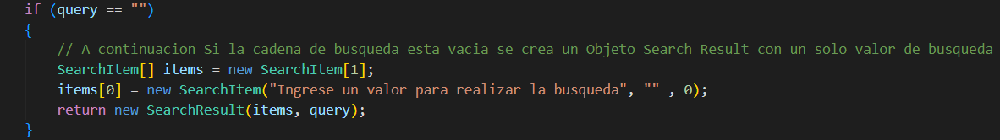 if (query == "")
{
// A continuacion Si la cadena de busqueda esta vacia se crea un Objeto Search Result con un solo valor de busqueda
SearchItem[] items = new SearchItem[1];
items[0] = new SearchItem("Ingrese un valor para realizar la busqueda", "" , 0);
return new SearchResult(items, query);
}